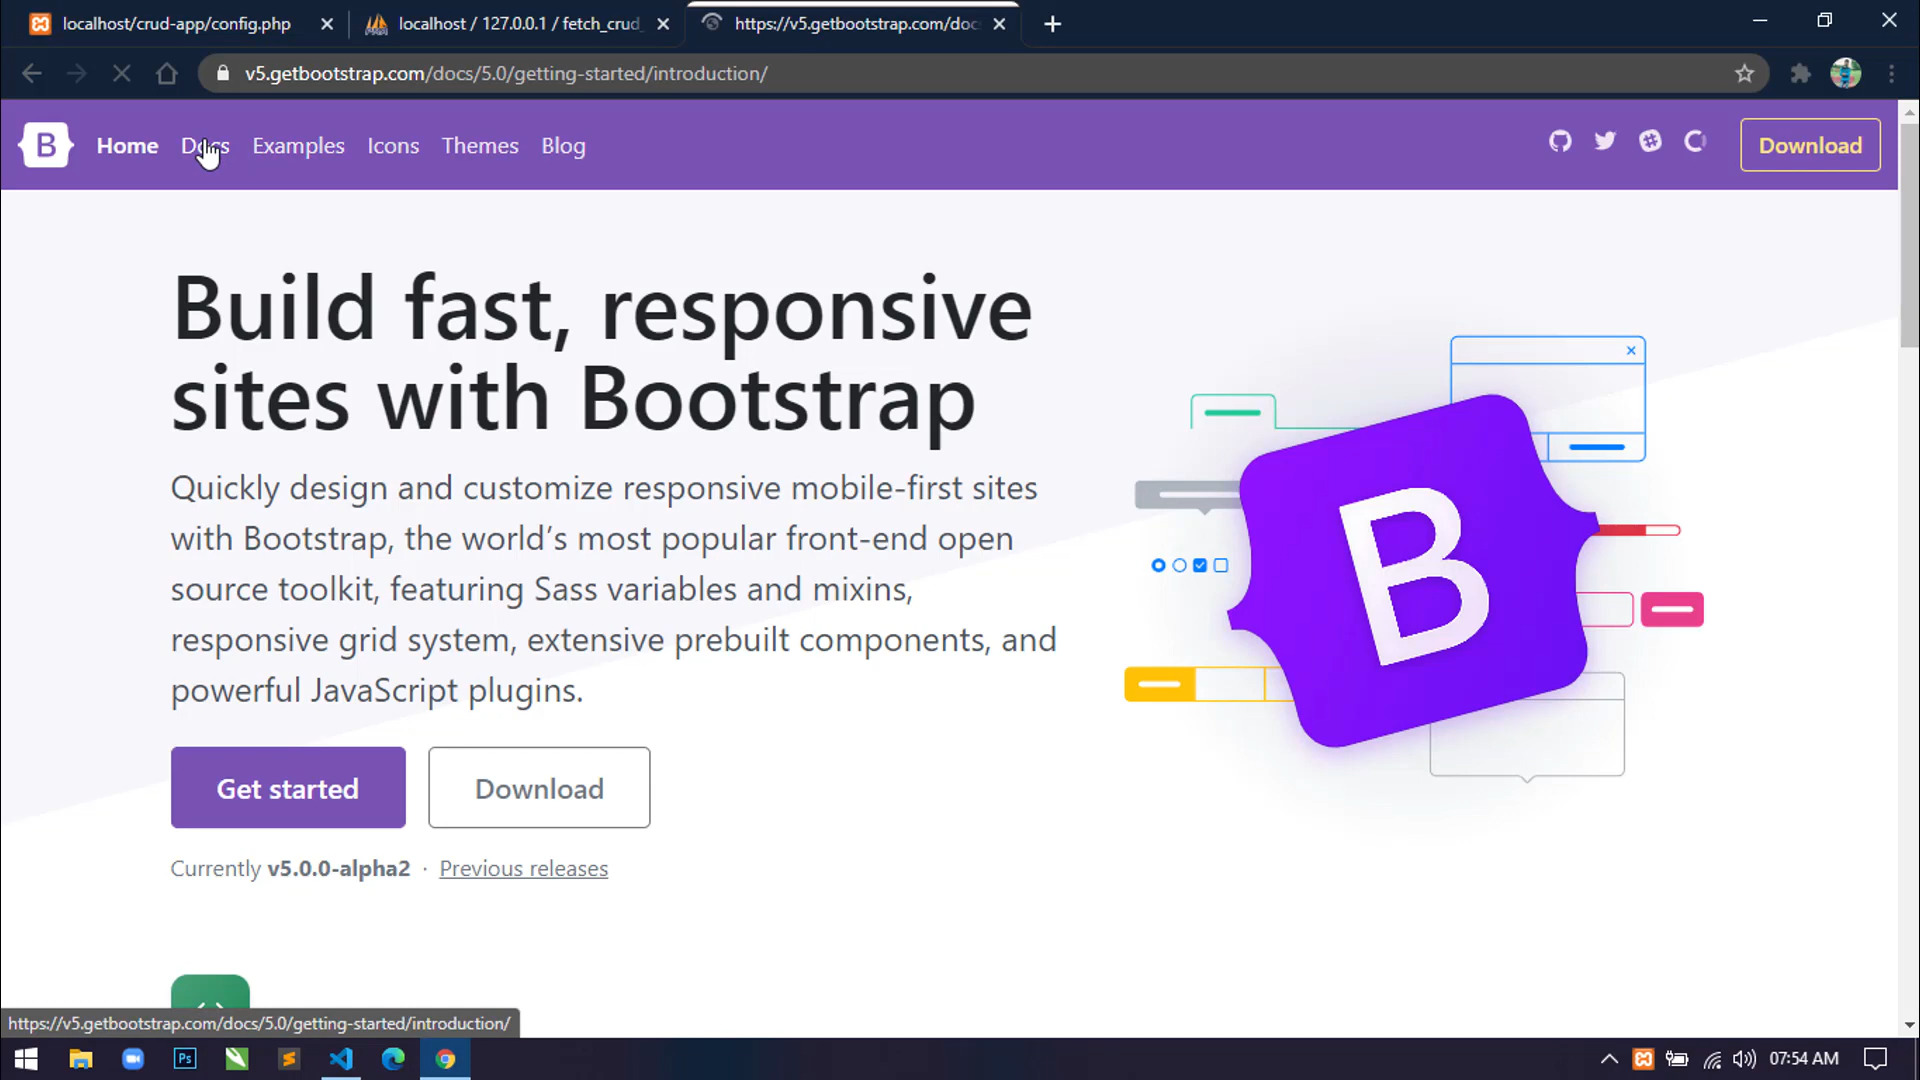 localhost/crud-app/config.php
localhost / 127.0.0.1 / fetch_crud_
https://v5.getbootstrap.com/doc
v5.getbootstrap.com/docs/5.0/getting-started/introduction/
B
Home
Docs
Examples
Icons
Themes
Blog
Download
Build fast, responsive
sites with Bootstrap
Quickly design and customize responsive mobile-first sites
with Bootstrap, the world’s most popular front-end open
source toolkit, featuring Sass variables and mixins,
responsive grid system, extensive prebuilt components, and
powerful JavaScript plugins.
B
Get started
Download
Currently v5.0.0-alpha2 · Previous releases
https://v5.getbootstrap.com/docs/5.0/getting-started/introduction/
Ps
07:54 AM